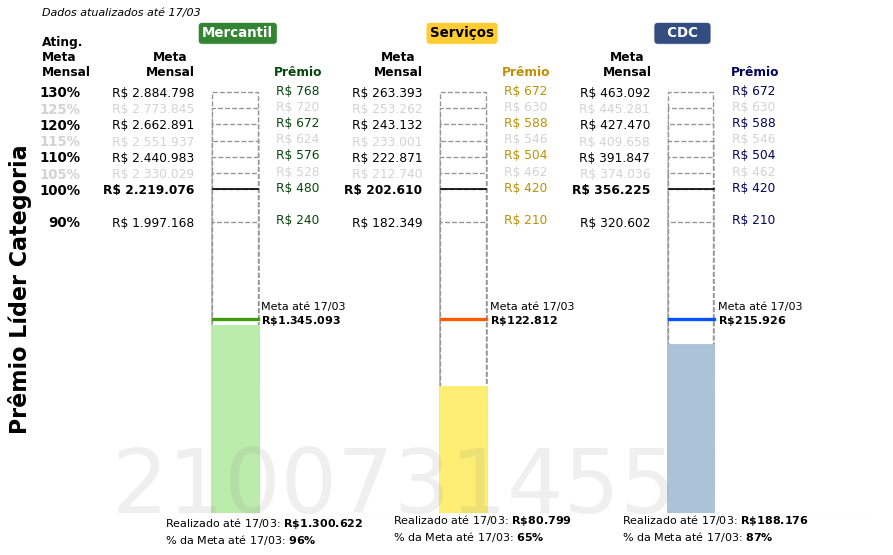 Dados atualizados até 17/03
Mercantil Serviços CDC
Ating. Meta Mensal
Meta Mensal Prêmio Meta Mensal Prêmio Meta Mensal Prêmio
130% R$ 2.884.798 R$ 768 R$ 263.393 R$ 672 R$ 463.092 R$ 672
125% R$ 2.773.845 R$ 720 R$ 253.262 R$ 630 R$ 445.281 R$ 630
120% R$ 2.662.891 R$ 672 R$ 243.132 R$ 588 R$ 427.470 R$ 588
115% R$ 2.551.937 R$ 624 R$ 233.001 R$ 546 R$ 409.658 R$ 546
110% R$ 2.440.983 R$ 576 R$ 222.871 R$ 504 R$ 391.847 R$ 504
105% R$ 2.330.029 R$ 528 R$ 212.740 R$ 462 R$ 374.036 R$ 462
100% R$ 2.219.076 R$ 480 R$ 202.610 R$ 420 R$ 356.225 R$ 420
90% R$ 1.997.168 R$ 240 R$ 182.349 R$ 210 R$ 320.602 R$ 210
Prêmio Líder Categoria
Meta até 17/03 Meta até 17/03 Meta até 17/03
R$1.345.093 R$122.812 R$215.926
2100731455
Realizado até 17/03: R$1.300.622 Realizado até 17/03: R$80.799 Realizado até 17/03: R$188.176
% da Meta até 17/03: 96% % da Meta até 17/03: 65% % da Meta até 17/03: 87%